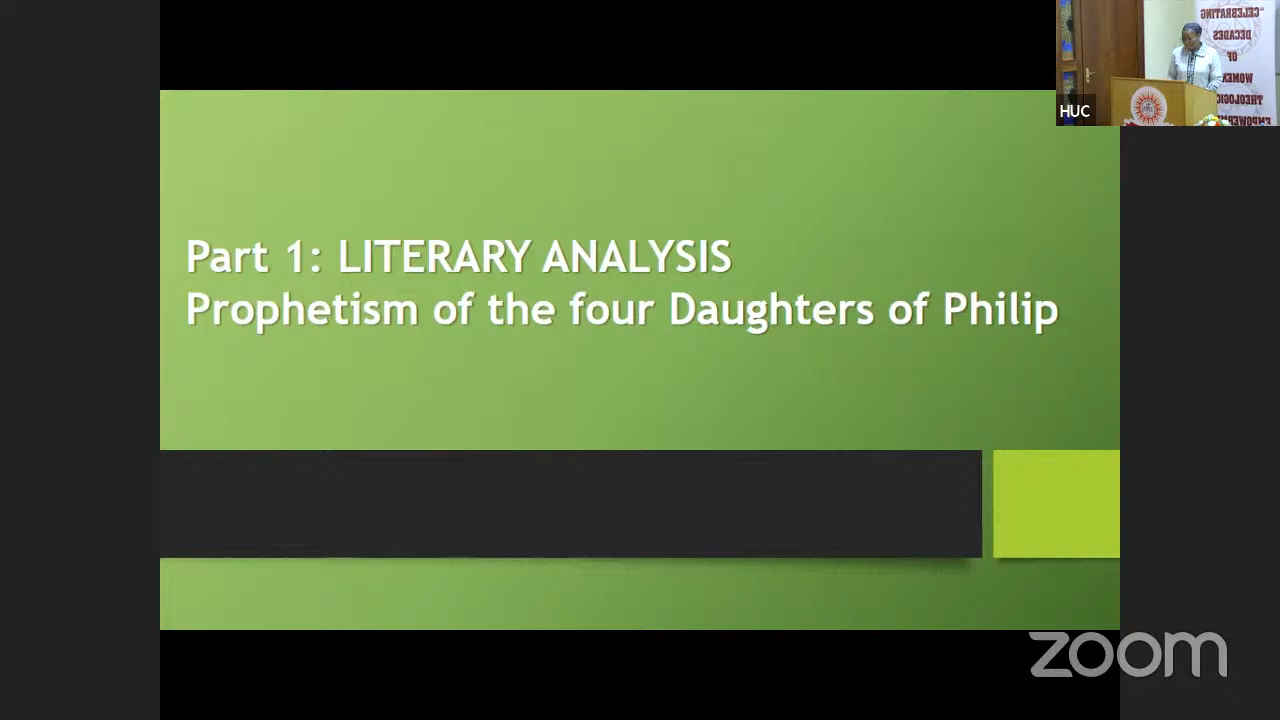 Part 1: LITERARY ANALYSIS
Prophetism of the four Daughters of Philip
HUC
"CELEBRATING
DECADES
OF
zoom